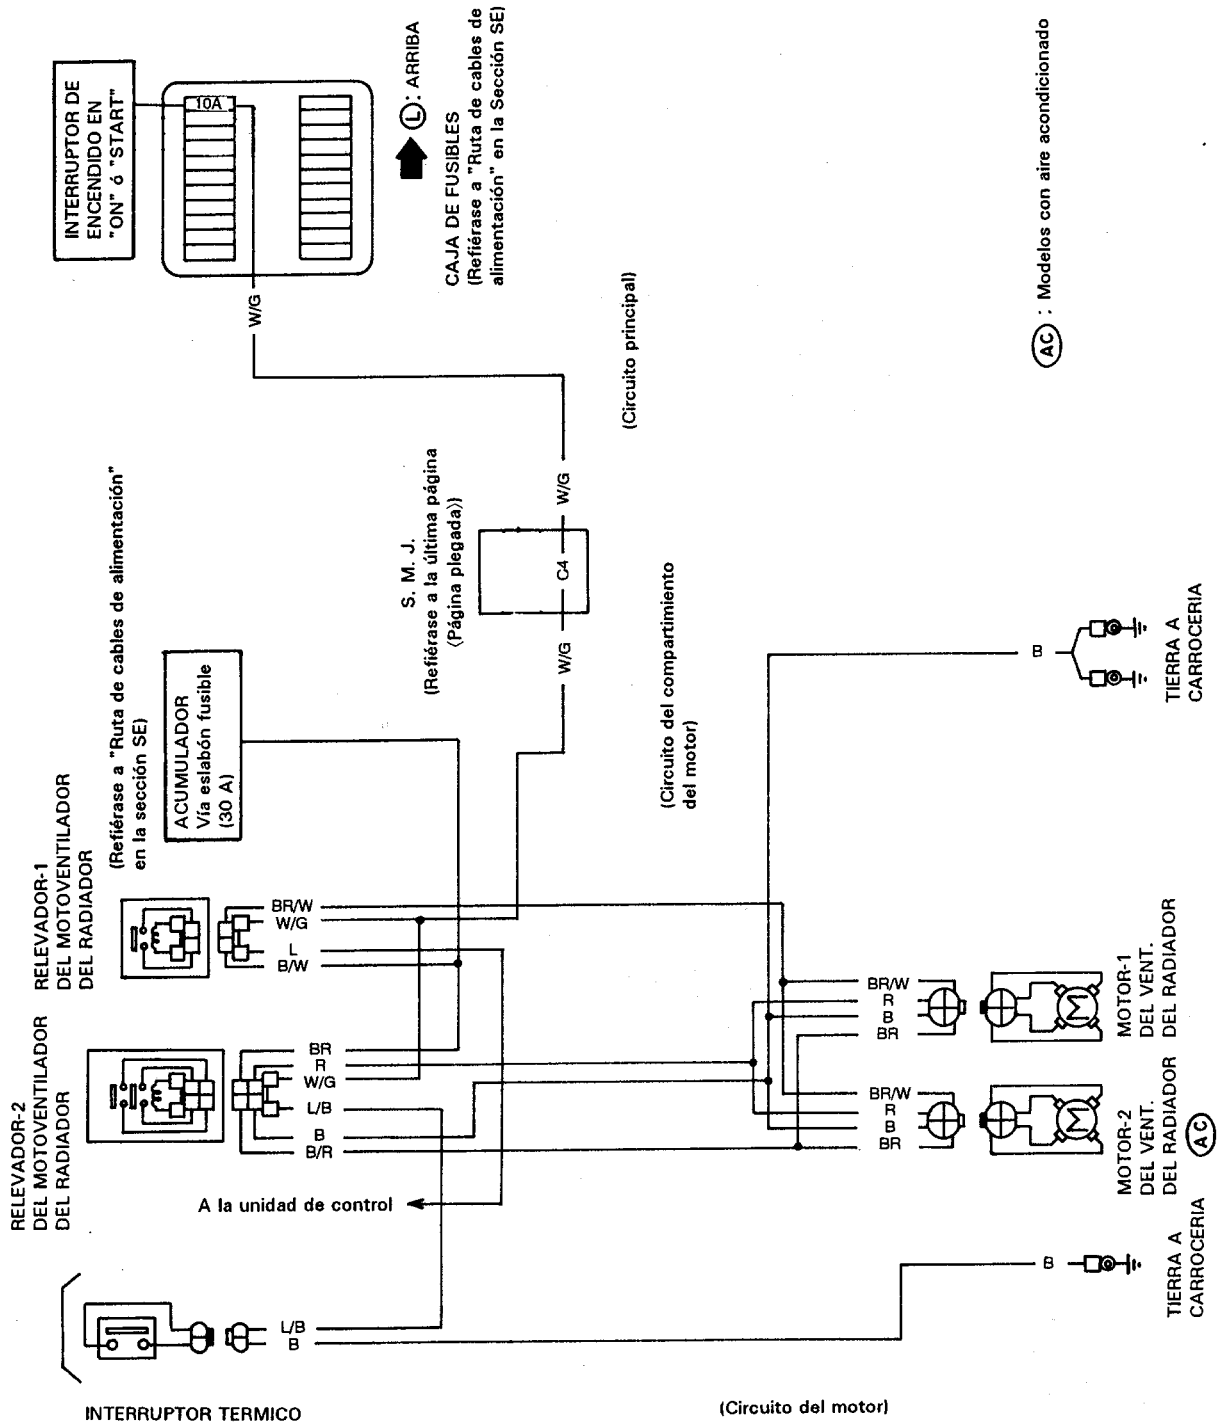 INTERRUPTOR DE
ENCENDIDO EN
"ON" ó "START"
10A
W/G
L : ARRIBA
CAJA DE FUSIBLES
(Refiérase a "Ruta de cables de
alimentación" en la Sección SE)
(Circuito principal)
AC : Modelos con aire acondicionado
S. M. J.
(Refiérase a la última página
〈Página plegada〉)
W/G
C4
W/G
(Refiérase a "Ruta de cables de alimentación"
en la sección SE)
ACUMULADOR
Vía eslabón fusible
(30 A)
(Circuito del compartimiento
del motor)
RELEVADOR-1
DEL MOTOVENTILADOR
DEL RADIADOR
BR/W
W/G
L
B/W
RELEVADOR-2
DEL MOTOVENTILADOR
DEL RADIADOR
BR
R
W/G
L/B
B
B/R
A la unidad de control
B
TIERRA A
CARROCERIA
BR/W
R
B
BR
MOTOR-1
DEL VENT.
DEL RADIADOR
M
BR/W
R
B
BR
MOTOR-2
DEL VENT.
DEL RADIADOR
AC
M
L/B
B
INTERRUPTOR TERMICO
B
TIERRA A
CARROCERIA
(Circuito del motor)